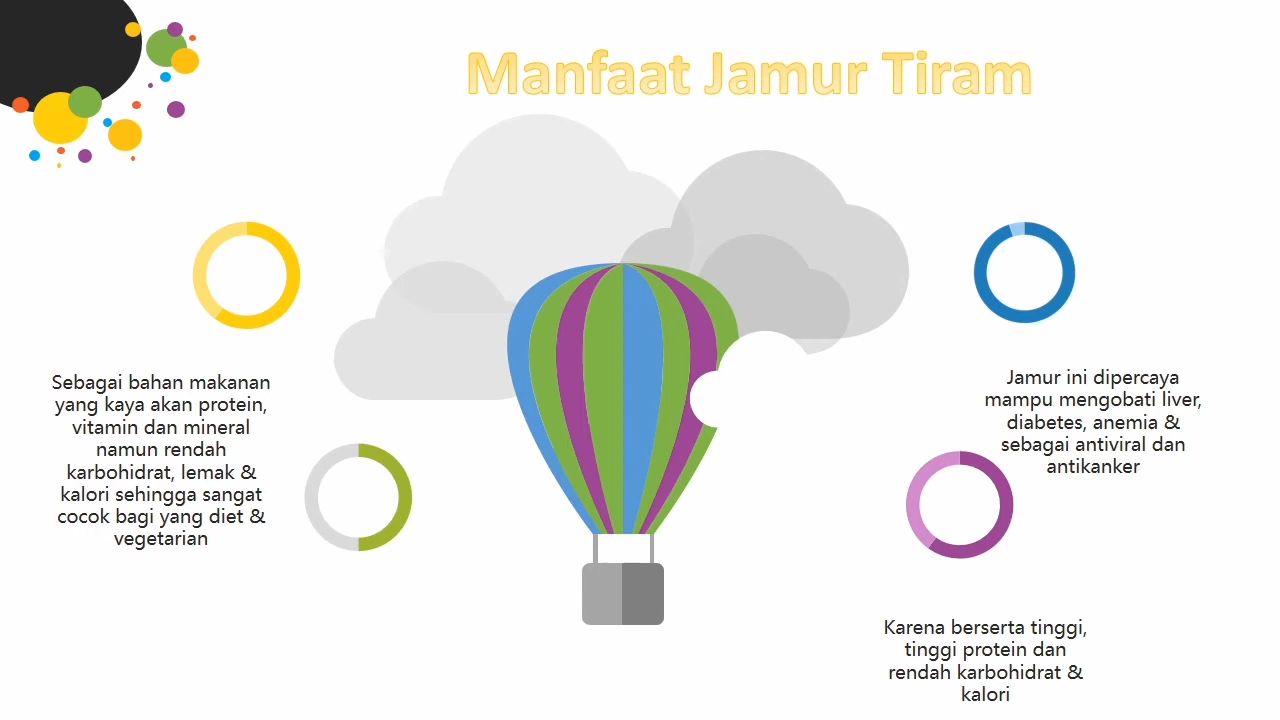 Manfaat Jamur Tiram
Sebagai bahan makanan
yang kaya akan protein,
vitamin dan mineral
namun rendah
karbohidrat, lemak &
kalori sehingga sangat
cocok bagi yang diet &
vegetarian
Jamur ini dipercaya
mampu mengobati liver,
diabetes, anemia &
sebagai antiviral dan
antikanker
Karena berserta tinggi,
tinggi protein dan
rendah karbohidrat &
kalori